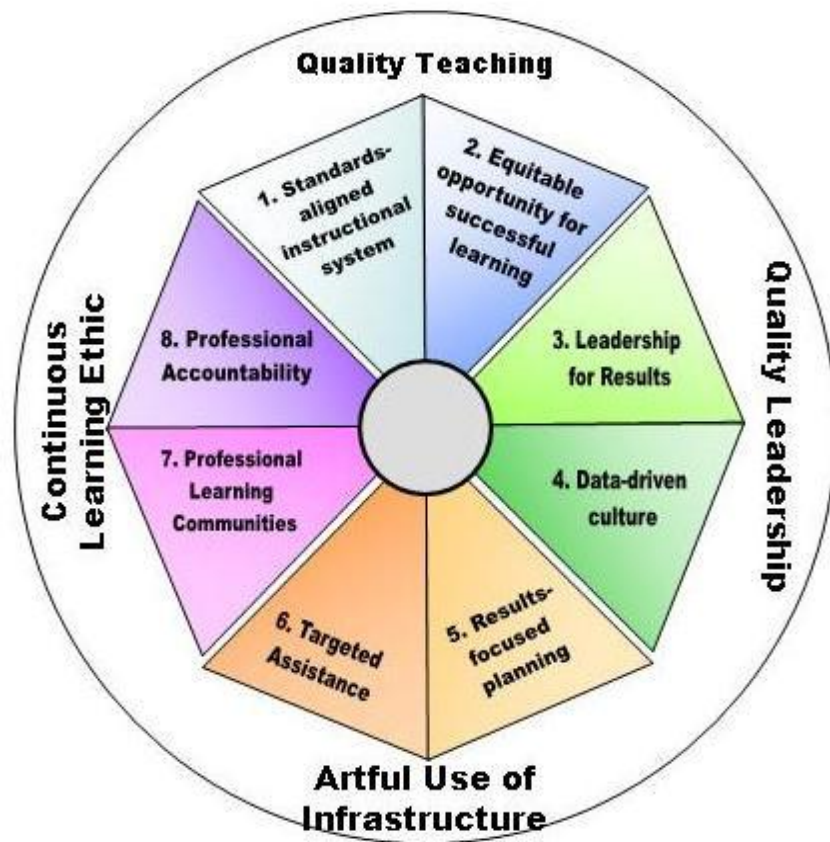 Quality Teaching
1. Standards-
aligned
instructional
system
2. Equitable
opportunity for
successful
learning
3. Leadership
for Results
4. Data-driven
culture
Quality Leadership
5. Results-
focused
planning
6. Targeted
Assistance
Artful Use of
Infrastructure
7. Professional
Learning
Communities
8. Professional
Accountability
Continuous
Learning Ethic